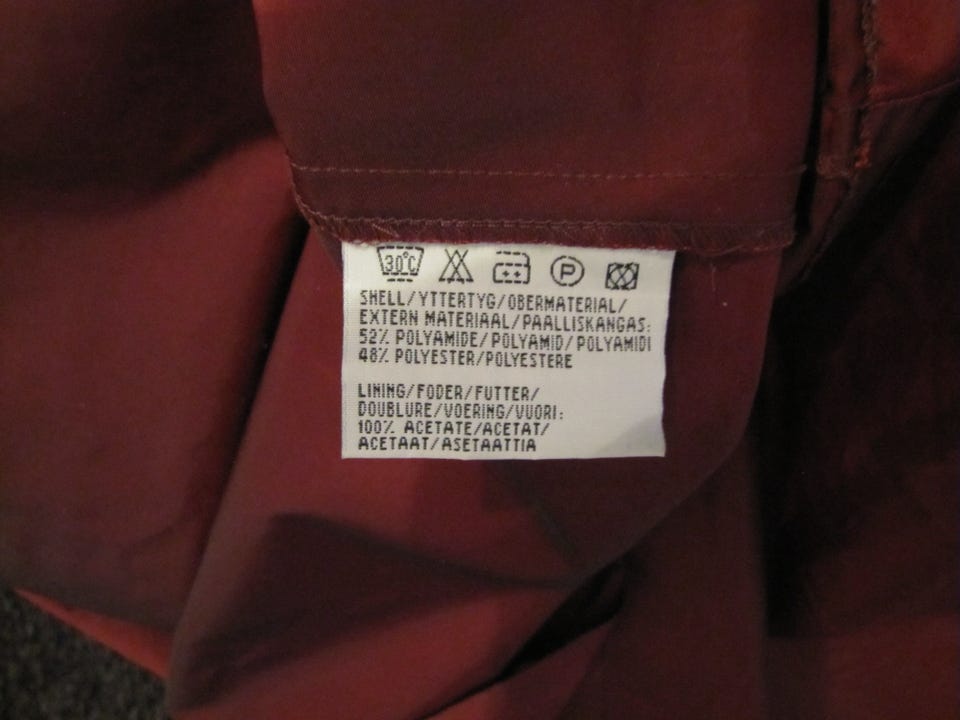 30°C P
SHELL/YTTERTYG/OBERMATERIAL/
EXTERN MATERIAAL/PAALLISKANGAS:
52% POLYAMIDE/POLYAMID/POLYAMIDI
48% POLYESTER/POLYESTERE
LINING/FODER/FUTTER/
DOUBLURE/VOERING/VUORI:
100% ACETATE/ACETAT/
ACETAAT/ASETAATTIA